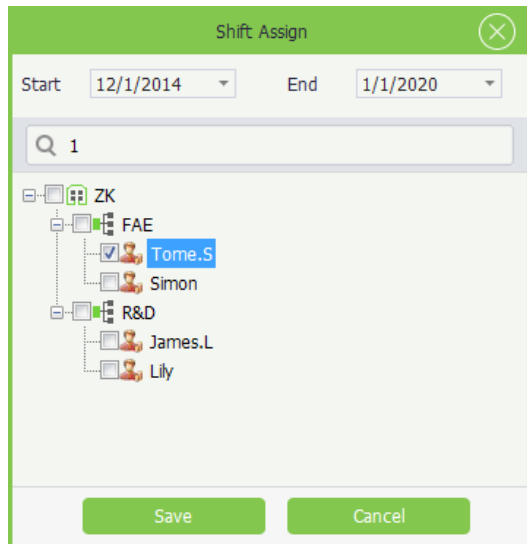 Shift Assign
Start 12/1/2014 End 1/1/2020
1
ZK
FAE
Tome.S
Simon
R&D
James.L
Lily
Save Cancel